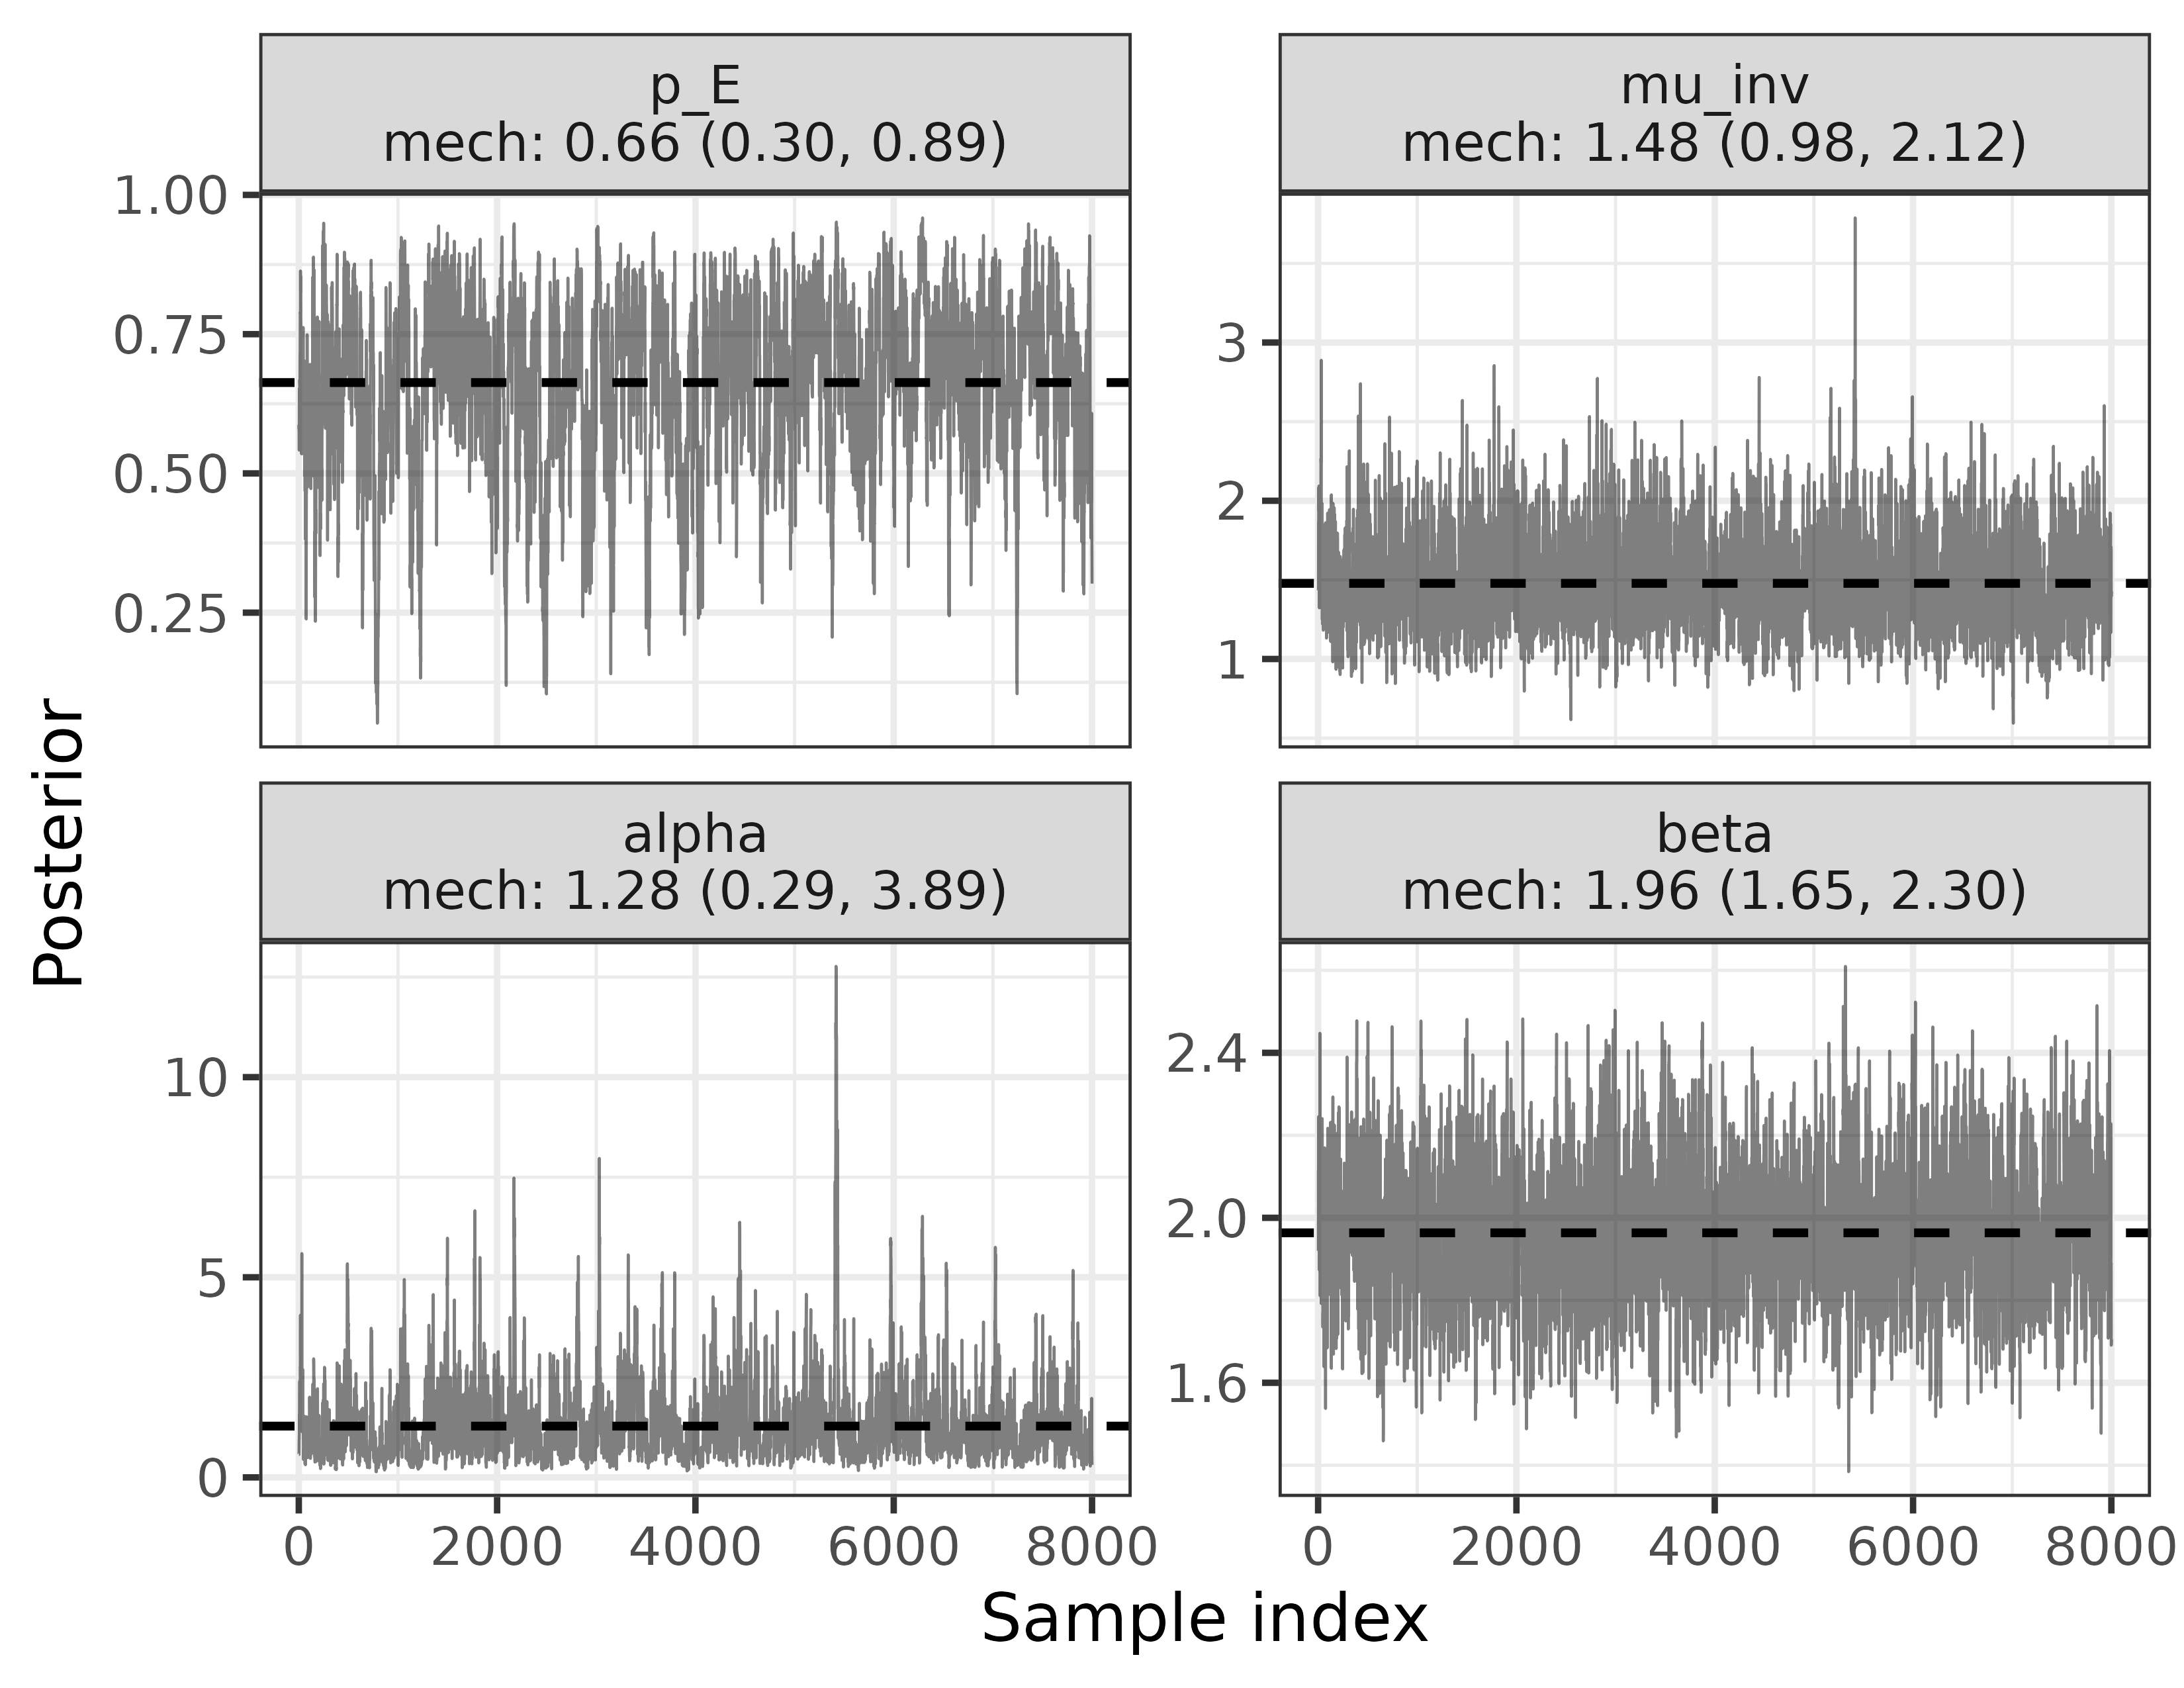 p_E
mech: 0.66 (0.30, 0.89)
mu_inv
mech: 1.48 (0.98, 2.12)
1.00
0.75
0.50
0.25
3
2
1
Posterior
alpha
mech: 1.28 (0.29, 3.89)
beta
mech: 1.96 (1.65, 2.30)
10
5
0
2.4
2.0
1.6
0 2000 4000 6000 8000
0 2000 4000 6000 8000
Sample index